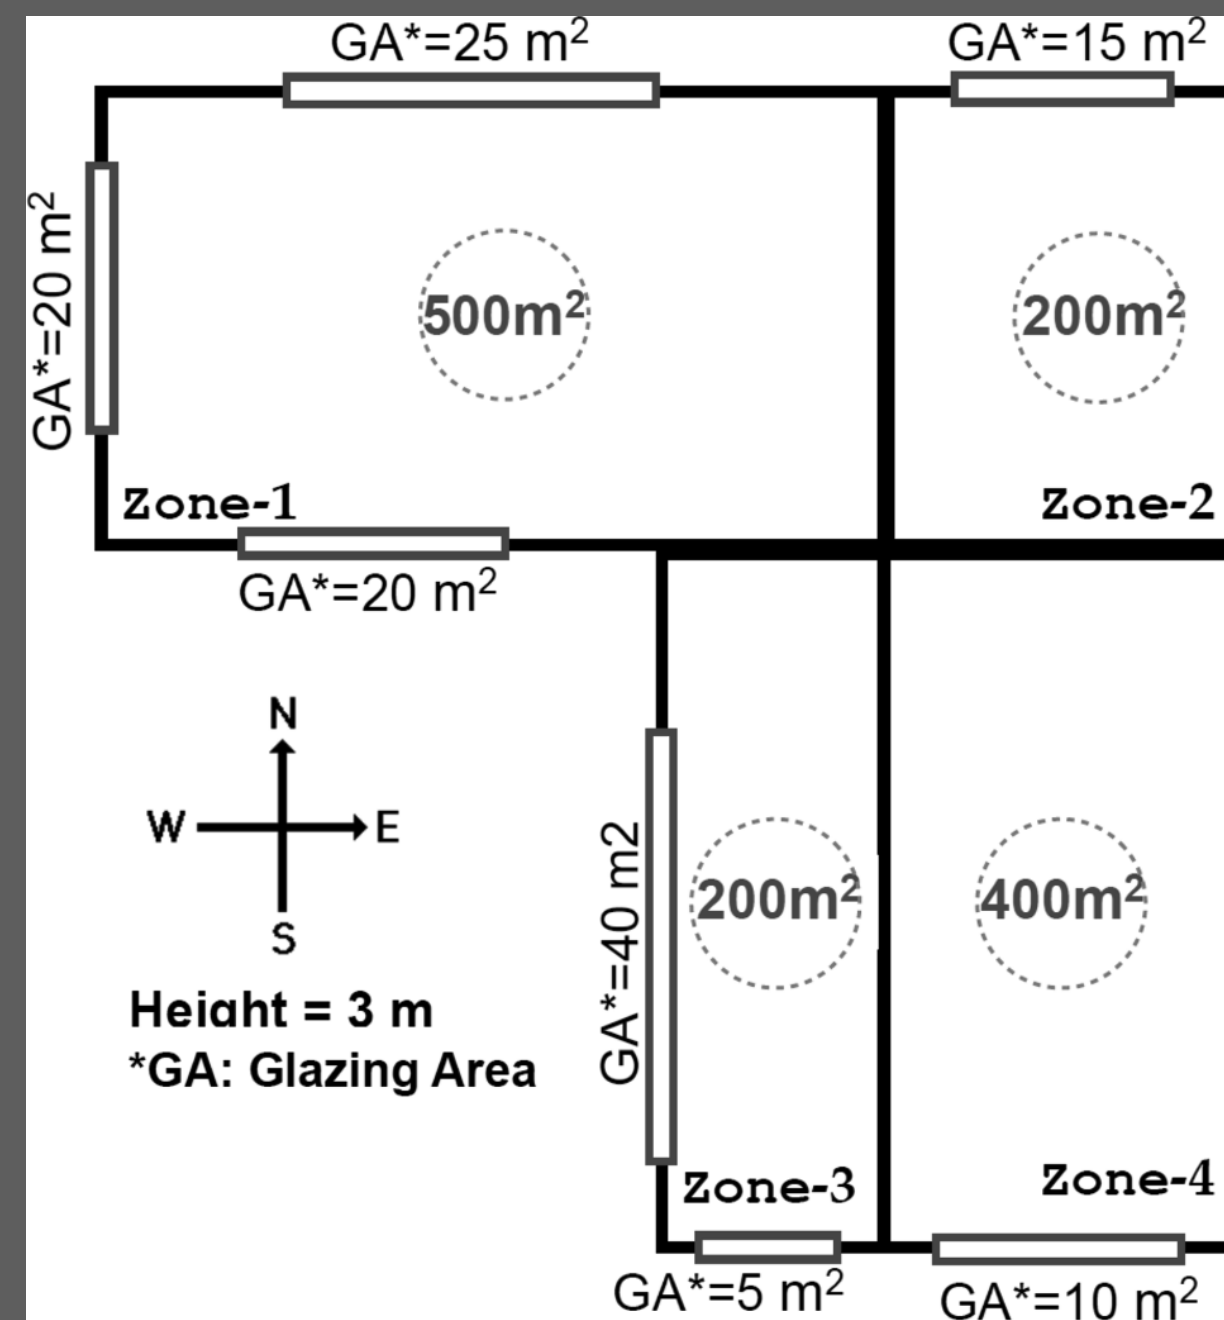 GA*=25 m²
GA*=15 m²
GA*=20 m²
500m²
200m²
Zone-1
Zone-2
GA*=20 m²
N
W
E
S
GA*=40 m2
200m²
400m²
Height = 3 m
*GA: Glazing Area
Zone-3
Zone-4
GA*=5 m²
GA*=10 m²